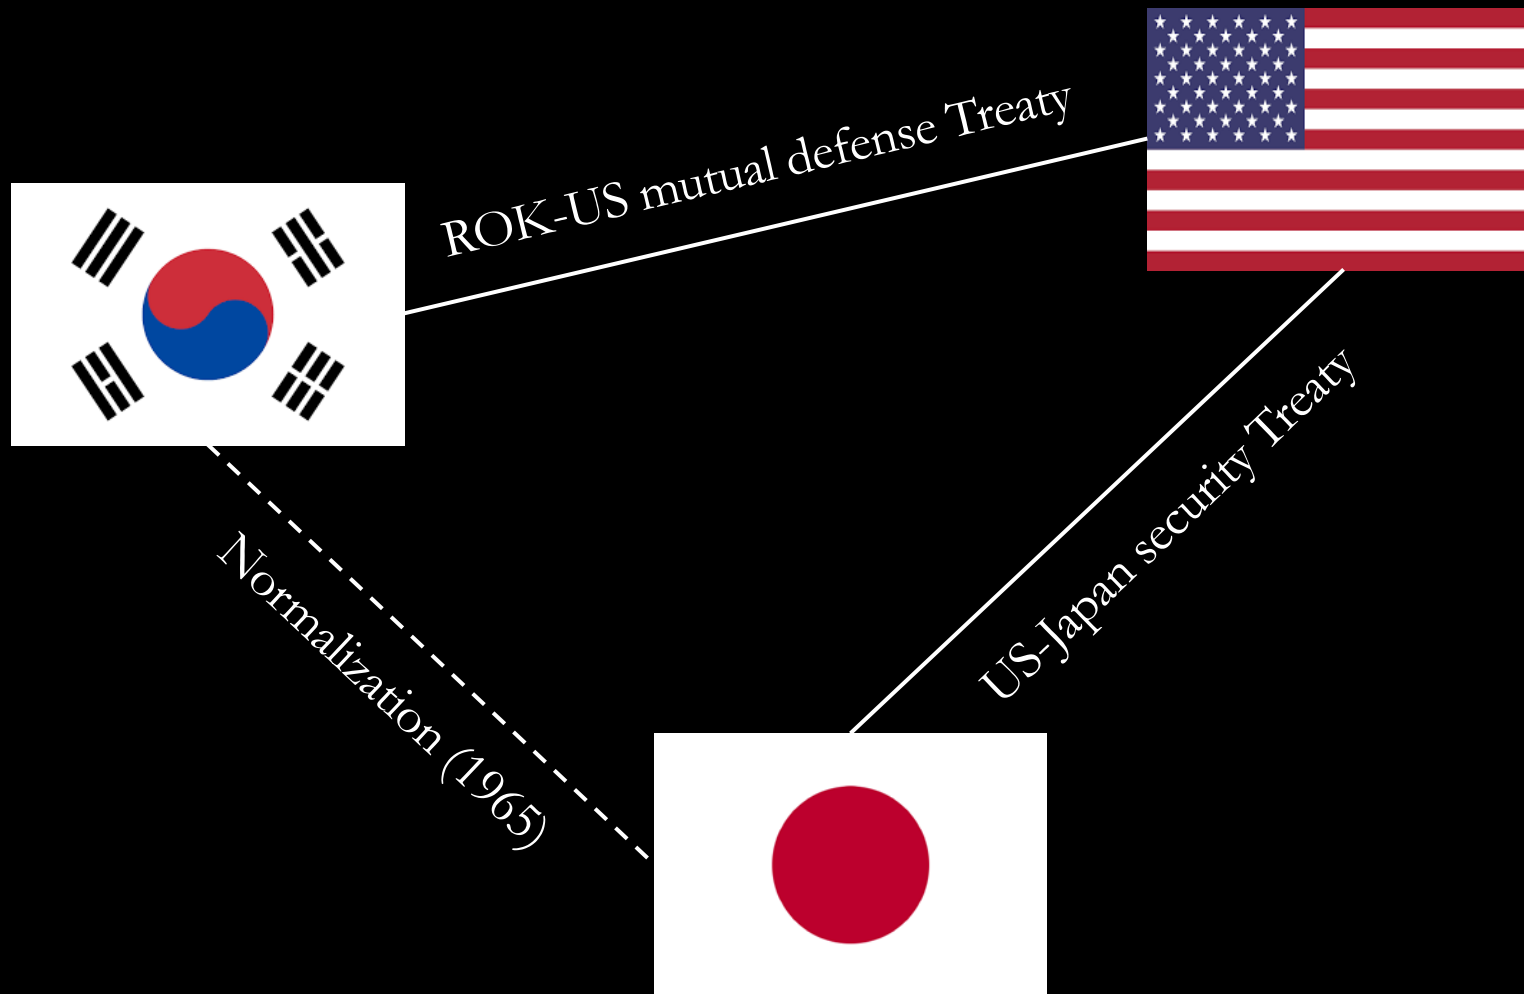 ROK-US mutual defense Treaty
US-Japan security Treaty
Normalization (1965)